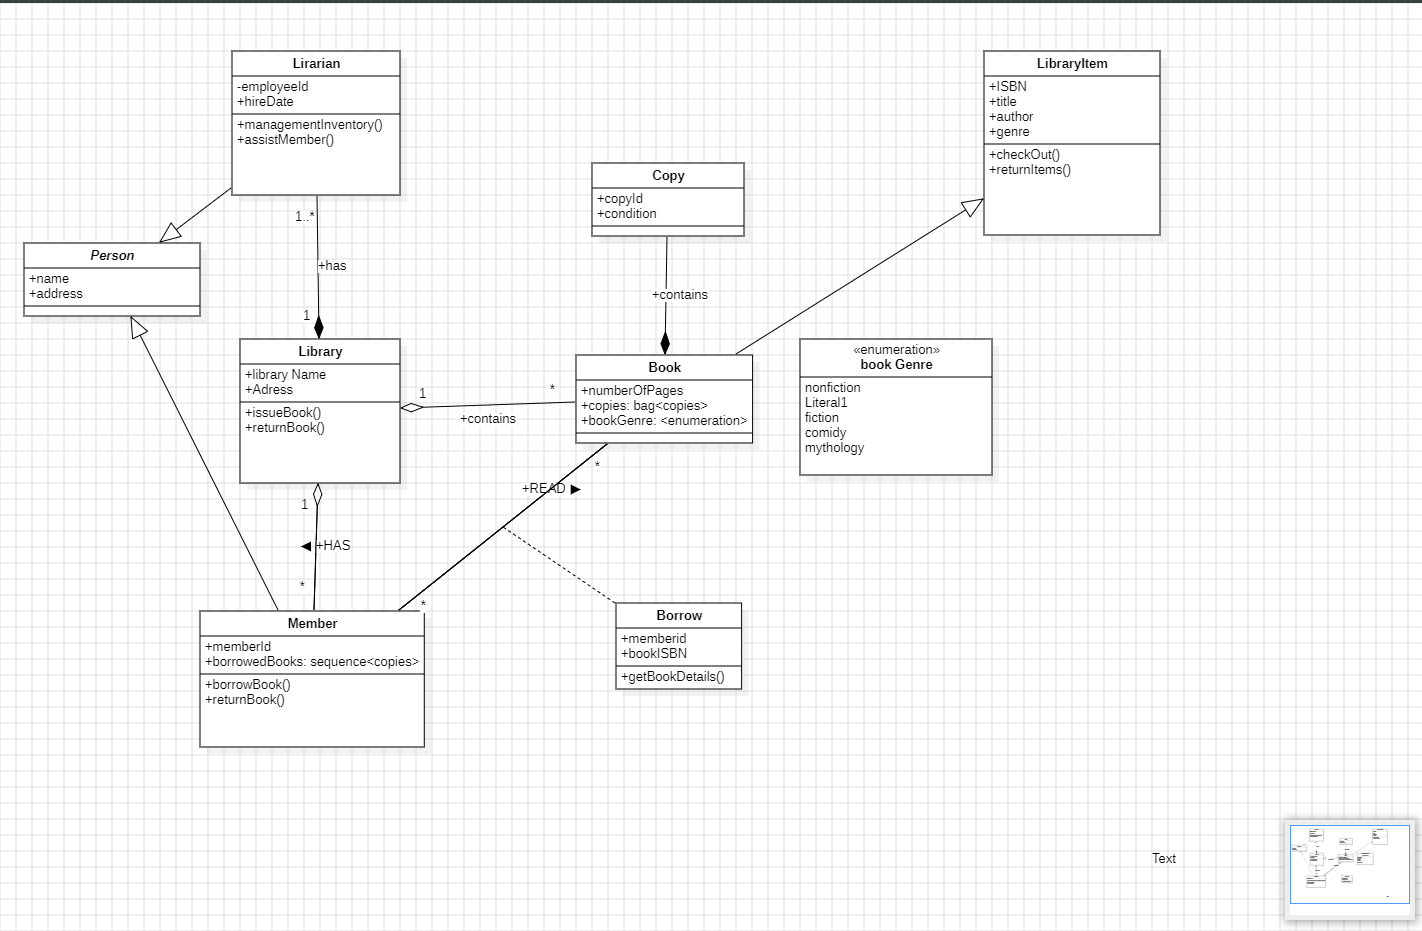 Lirarian
-employeeId
+hireDate
+managementInventory()
+assistMember()
LibraryItem
+ISBN
+title
+author
+genre
+checkOut()
+returnItems()
Copy
+copyId
+condition
1..*
+has
1
Person
+name
+address
+contains
Library
+library Name
+Adress
+issueBook()
+returnBook()
1
*
+contains
Book
+numberOfPages
+copies: bag<copies>
+bookGenre: <enumeration>
«enumeration»
book Genre
nonfiction
Literal1
fiction
comidy
mythology
*
+READ ►
1
◄ +HAS
*
*
Member
+memberId
+borrowedBooks: sequence<copies>
+borrowBook()
+returnBook()
Borrow
+memberid
+bookISBN
+getBookDetails()
Text